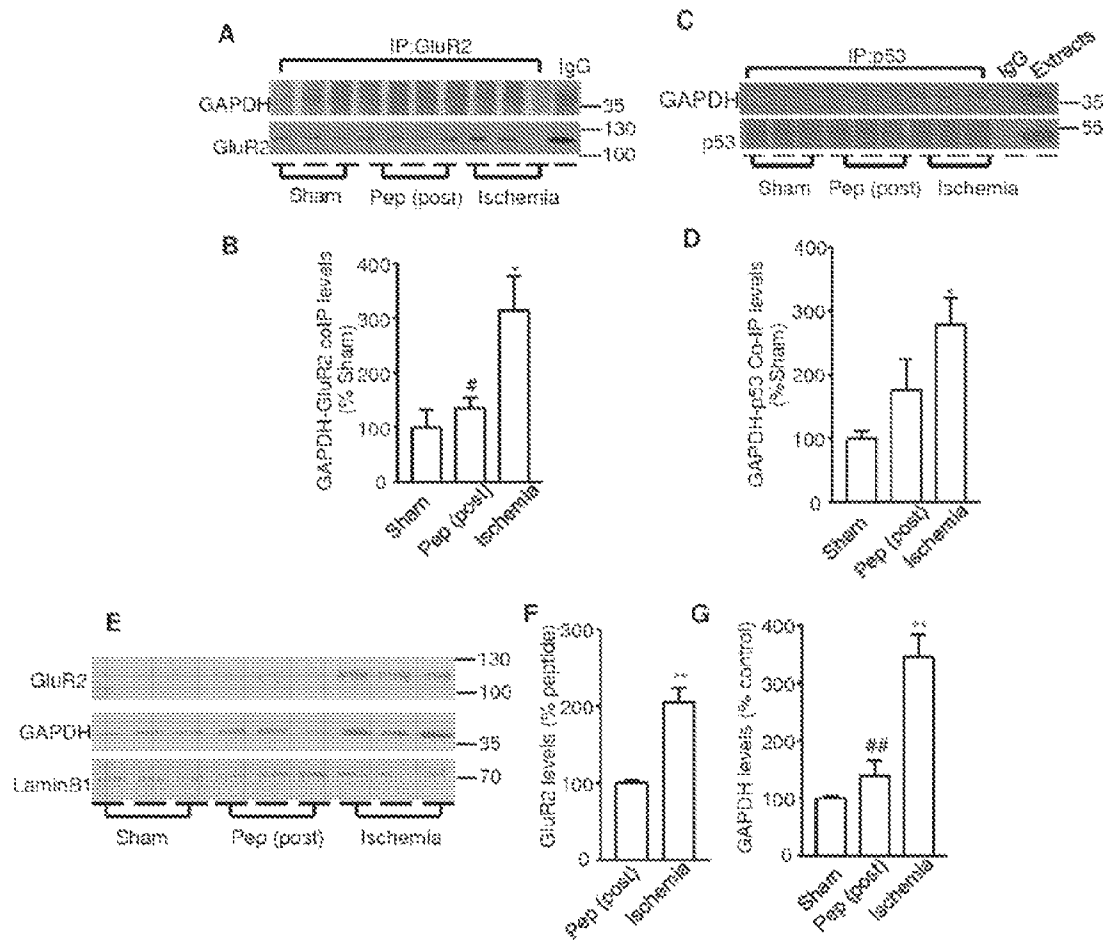 A
IP:GluR2
IgG
GAPDH
35
GluR2
130
100
Sham Pep (post) Ischemia
C
IP:p53
IgG Extracts
GAPDH
35
p53
55
Sham Pep (post) Ischemia
B
GAPDH-GluR2 coIP levels
(% Sham)
400
300
200
100
0
#
*
Sham
Pep (post)
Ischemia
D
GAPDH-p53 Co-IP levels
(%Sham)
400
300
200
100
0
*
Sham
Pep (post)
Ischemia
E
GluR2
130
100
GAPDH
35
LaminB1
70
Sham Pep (post) Ischemia
F
GluR2 levels (% peptide)
300
200
100
0
**
Pep (post)
Ischemia
G
GAPDH levels (% control)
400
300
200
100
0
##
**
Sham
Pep (post)
Ischemia